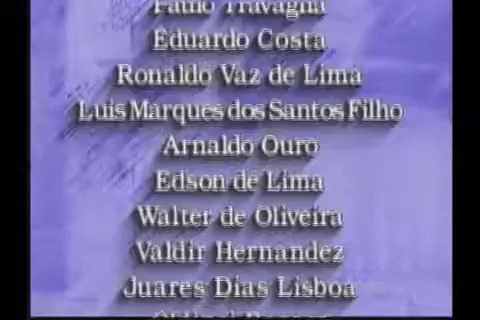 Eduardo Costa
Ronaldo Vaz de Lima
Luis Marques dos Santos Filho
Arnaldo Ouro
Edson de Lima
Walter de Oliveira
Valdir Hernandez
Juares Dias Lisboa